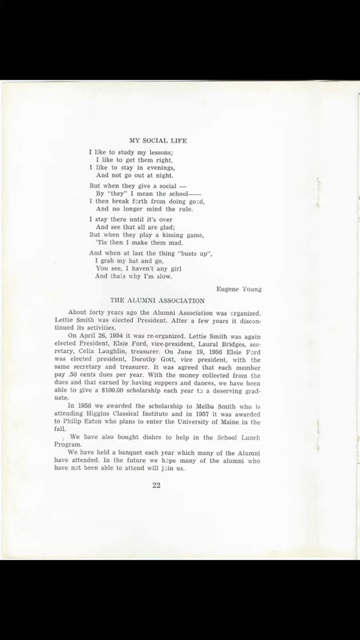 MY SOCIAL LIFE
I like to study my lessons;
I like to get them right.
I like to stay in evenings,
And not go out at night.
But when they give a social —
By "they" I mean the school——
I then break forth from doing good,
And no longer mind the rule.
I stay there until it's over
And see that all are glad;
But when they play a kissing game,
'Tis then I make them mad.
And when at last the thing "busts up",
I grab my hat and go,
You see, I haven't any girl
And thats why I'm slow.
Eugene Young
THE ALUMNI ASSOCIATION
About forty years ago the Alumni Association was organized.
Lettie Smith was elected President. After a few years it discon-
tinued its activities.
On April 26, 1954 it was re-organized. Lettie Smith was again
elected President, Elsie Ford, vice-president, Laural Bridges, sec-
retary, Celia Laughlin, treasurer. On June 19, 1956 Elsie Ford
was elected president, Dorothy Gott, vice president, with the
same secretary and treasurer. It was agreed that each member
pay .50 cents dues per year. With the money collected from the
dues and that earned by having suppers and dances, we have been
able to give a $100.00 scholarship each year to a deserving grad-
uate.
In 1956 we awarded the scholarship to Melba Smith who is
attending Higgins Classical Institute and in 1957 it was awarded
to Philip Eaton who plans to enter the University of Maine in the
fall.
We have also bought dishes to help in the School Lunch
Program.
We have held a banquet each year which many of the Alumni
have attended. In the future we hope many of the alumni who
have not been able to attend will join us.
22